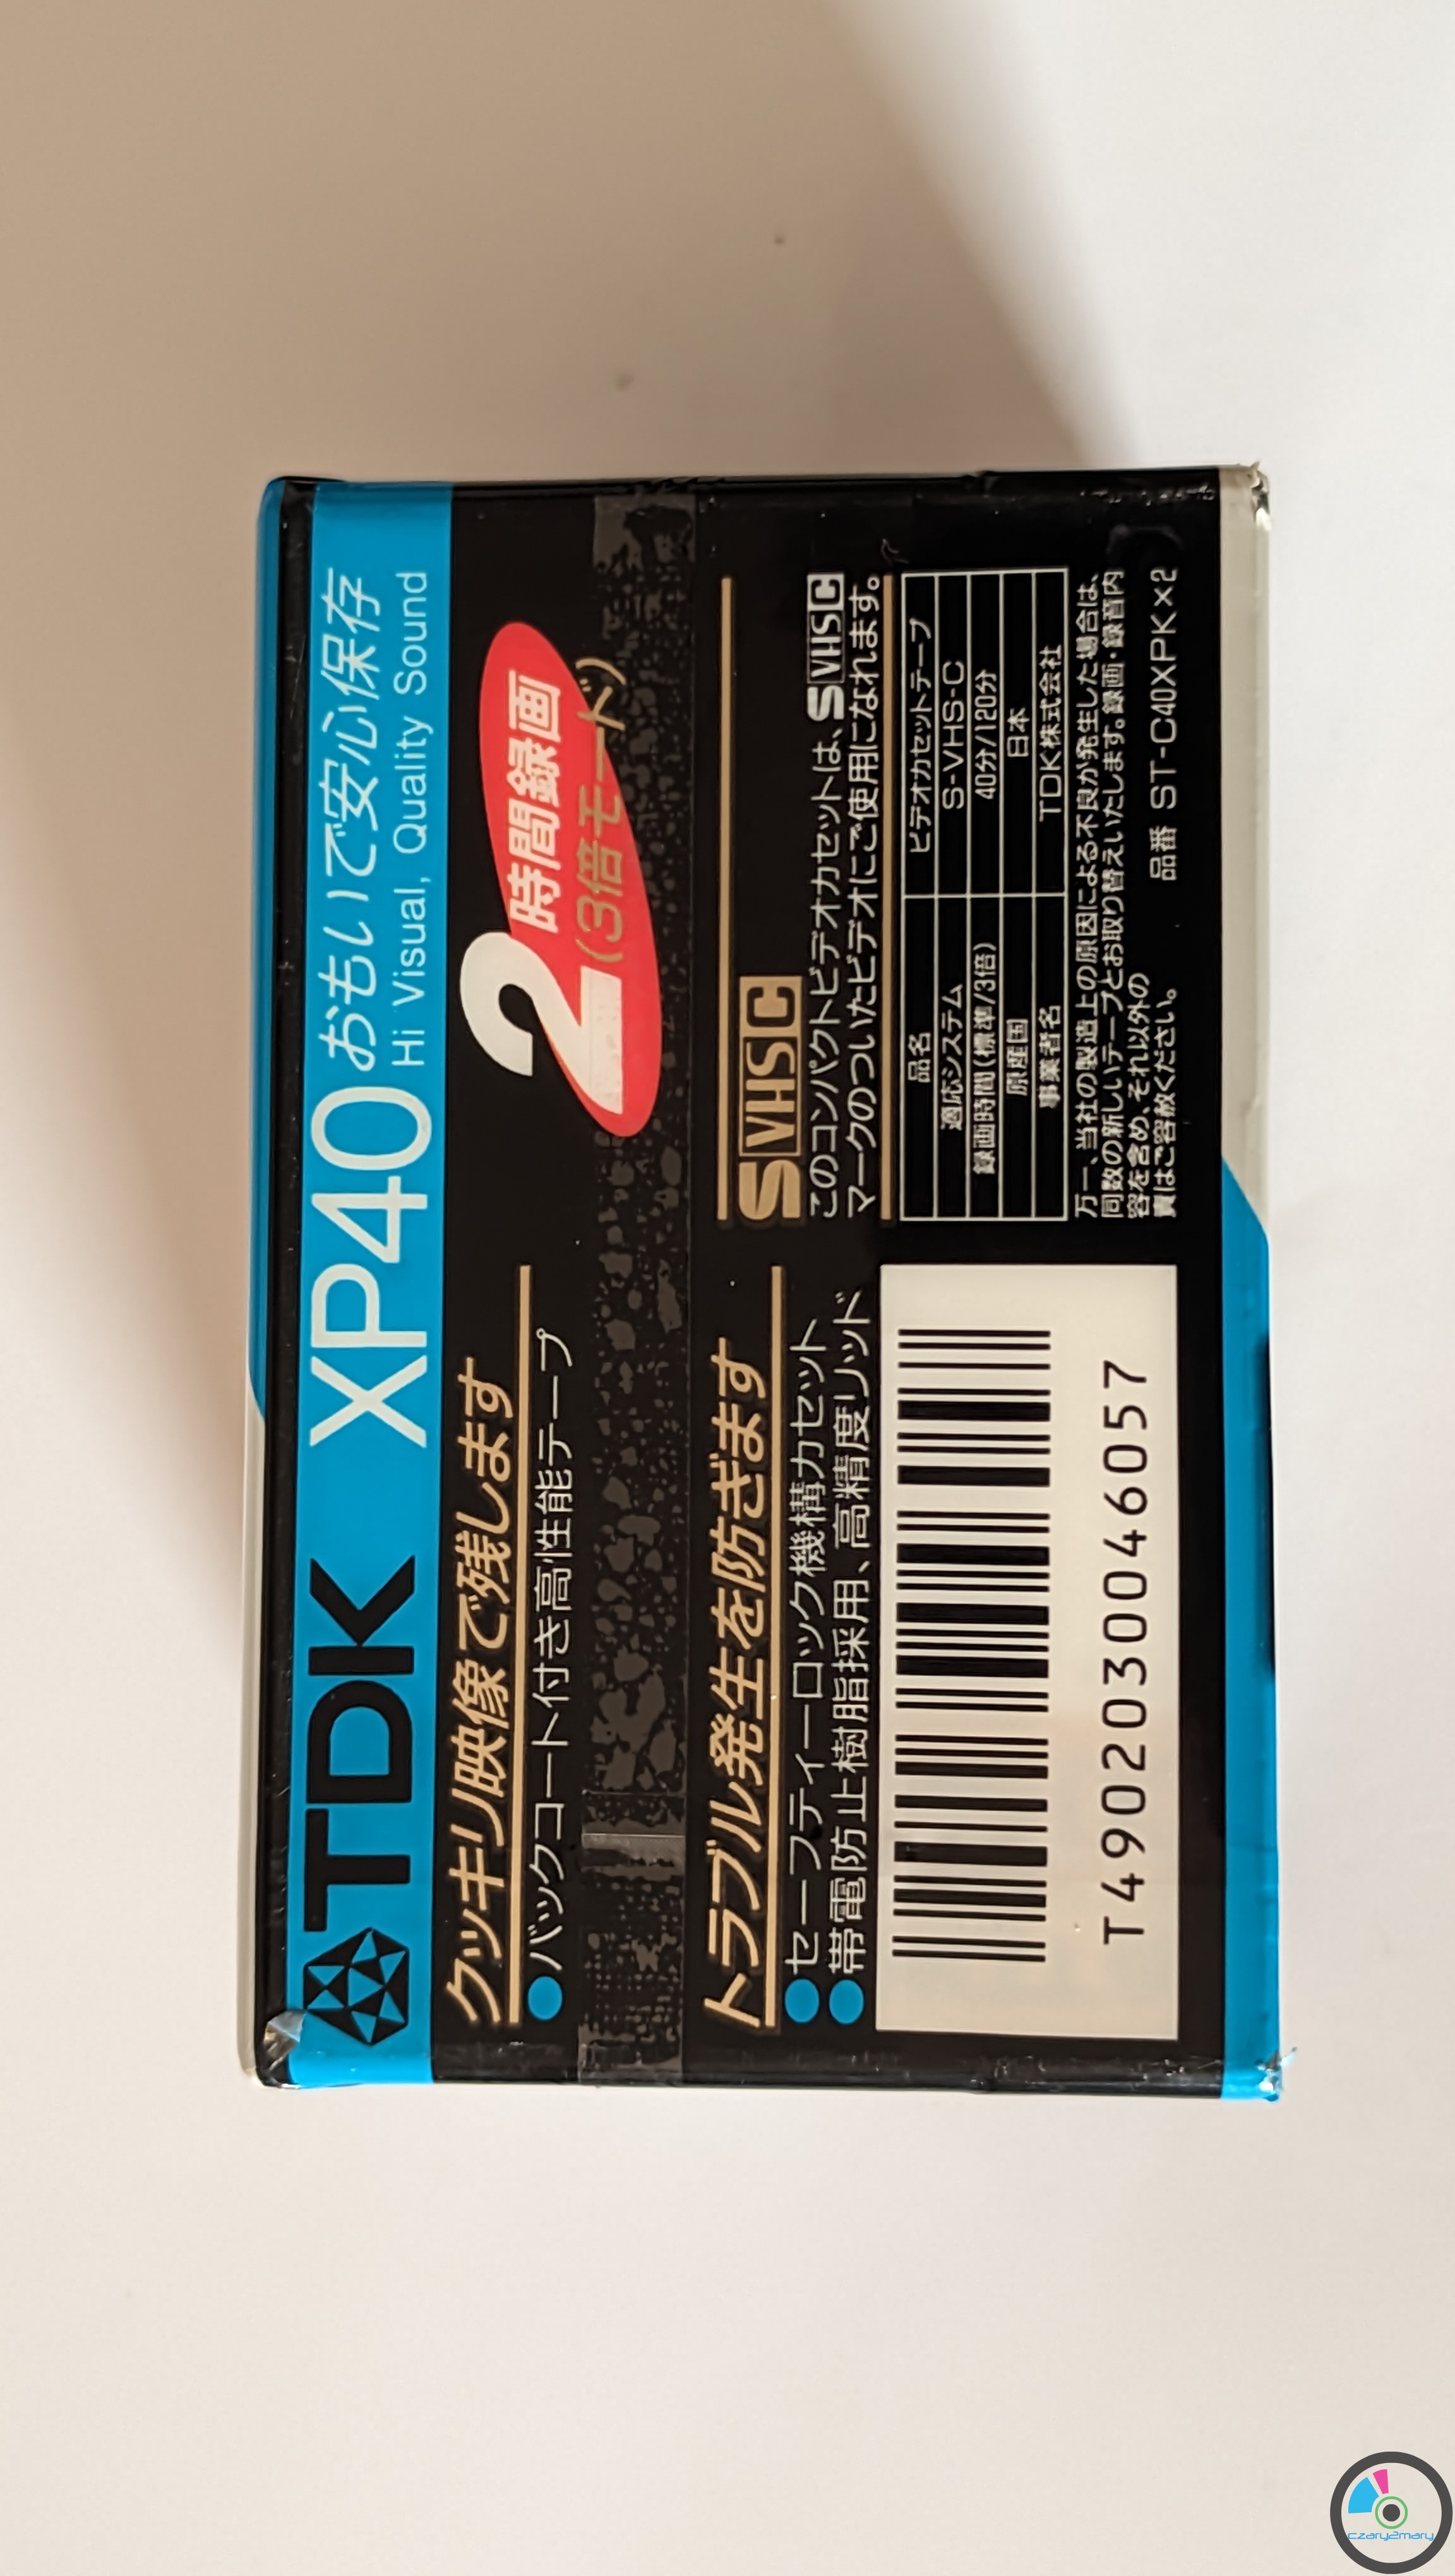 TDK XP40 おもいで安心保存
Hi Visual, Quality Sound
2時間録画
(3倍モード)
クッキリ映像で残します
バックコート付き高性能テープ
トラブル発生を防ぎます
セーフティーロック機構カセット
帯電防止樹脂採用、高精度リッド
T4902030046057
S VHS C
このコンパクトビデオカセットは、S VHS C
マークのついたビデオにご使用になれます。
品名 ビデオカセットテープ
適応システム S-VHS-C
録画時間(標準/3倍) 40分/120分
原産国 日本
事業者名 TDK株式会社
万一、当社の製造上の原因による不良が発生した場合は、
同数の新しいテープとお取り替えいたします。録画・録音内
容を含め、それ以外の
責はご容赦ください。
品番 ST-C40XPK×2
czary2mary